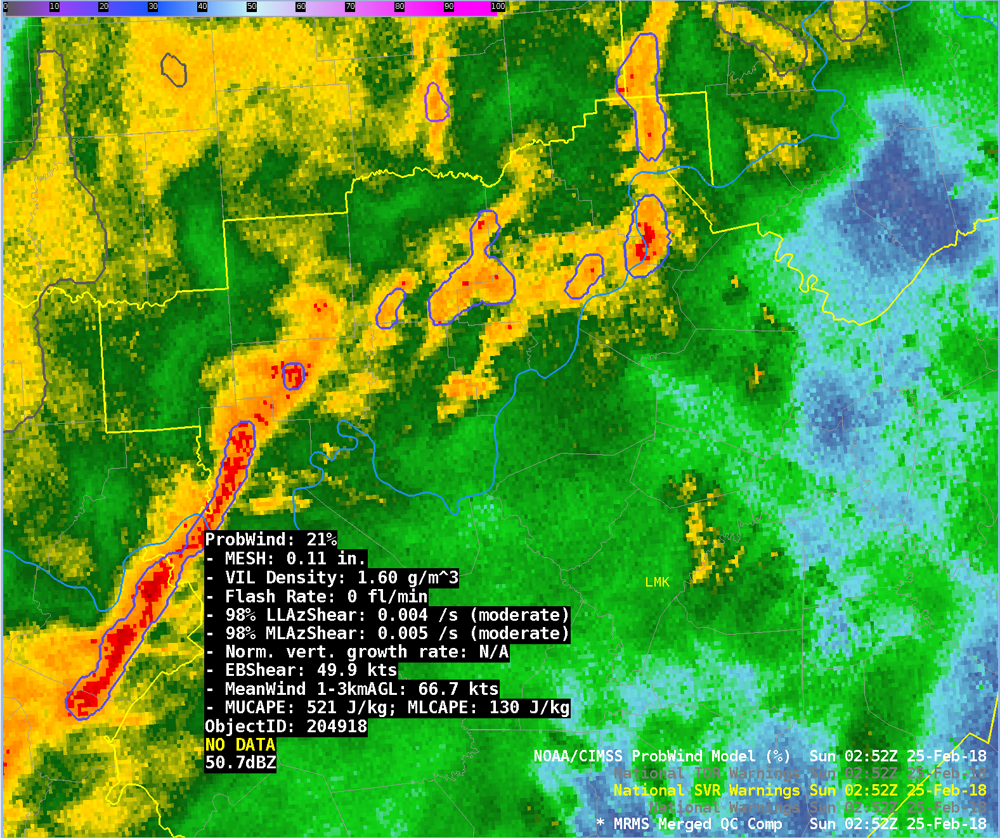 0 10 20 30 40 50 60 70 80 90 100
ProbWind: 21%
- MESH: 0.11 in.
- VIL Density: 1.60 g/m^3
- Flash Rate: 0 fl/min
- 98% LLAzShear: 0.004 /s (moderate)
- 98% MLAzShear: 0.005 /s (moderate)
- Norm. vert. growth rate: N/A
- EBShear: 49.9 kts
- MeanWind 1-3kmAGL: 66.7 kts
- MUCAPE: 521 J/kg; MLCAPE: 130 J/kg
ObjectID: 204918
NO DATA
50.7dBZ
LMK
NOAA/CIMSS ProbWind Model (%) Sun 02:52Z 25-Feb-18
National TOR Warnings Sun 02:52Z 25-Feb-18
National SVR Warnings Sun 02:52Z 25-Feb-18
National Warnings Sun 02:52Z 25-Feb-18
* MRMS Merged QC Comp Sun 02:52Z 25-Feb-18